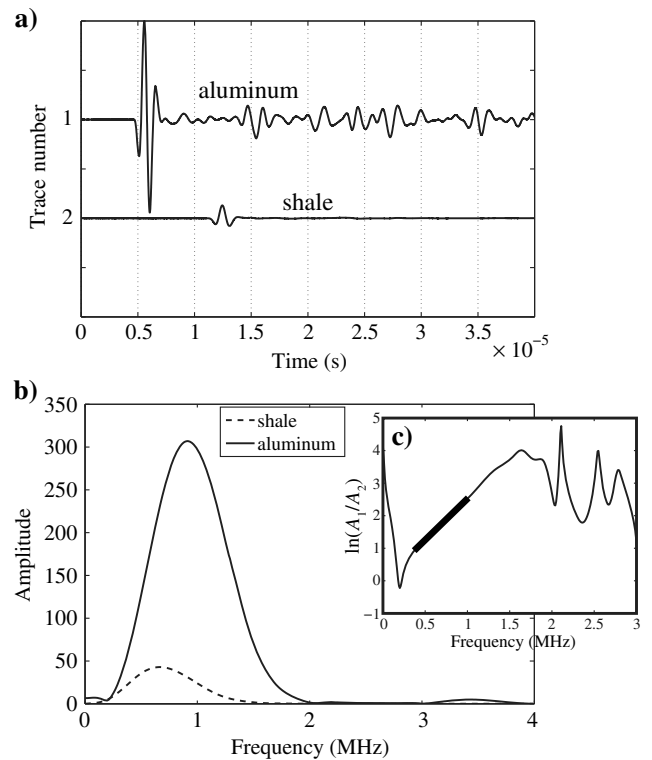 a)
Trace number
1
2
aluminum
shale
0 0.5 1 1.5 2 2.5 3 3.5 4
× 10⁻⁵
Time (s)
b)
Amplitude
350
300
250
200
150
100
50
0
shale
aluminum
0 1 2 3 4
Frequency (MHz)
c)
ln(A₁/A₂)
5
4
3
2
1
0
−1
0 0.5 1 1.5 2 2.5 3
Frequency (MHz)